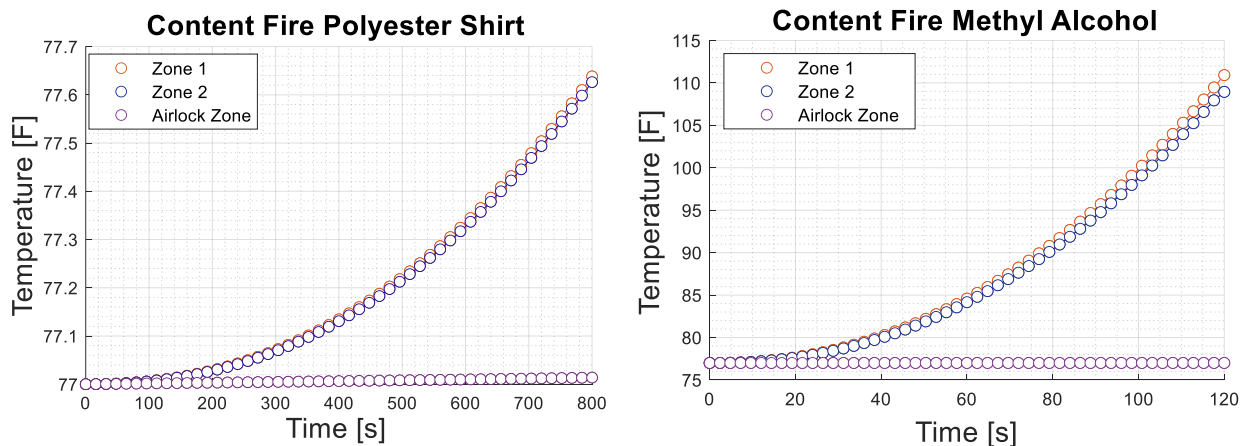 Content Fire Polyester Shirt
77.7
77.6
77.5
77.4
77.3
77.2
77.1
77
Temperature [F]
Zone 1
Zone 2
Airlock Zone
0 100 200 300 400 500 600 700 800
Time [s]
Content Fire Methyl Alcohol
115
110
105
100
95
90
85
80
75
Temperature [F]
Zone 1
Zone 2
Airlock Zone
0 20 40 60 80 100 120
Time [s]